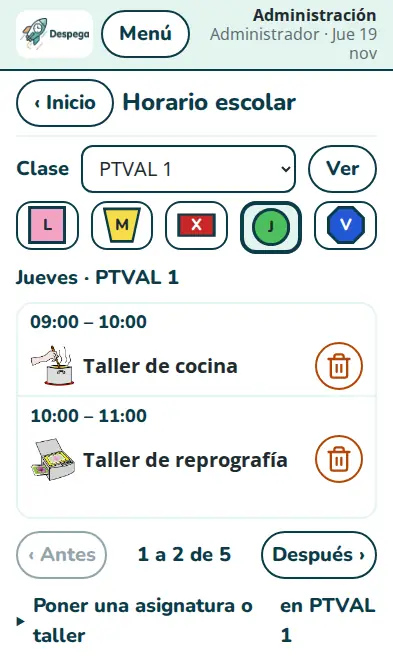 Despega
Menú
Administración
Administrador · Jue 19
nov
‹ Inicio
Horario escolar
Clase
PTVAL 1
Ver
L
M
X
J
V
Jueves · PTVAL 1
09:00 – 10:00
Taller de cocina
10:00 – 11:00
Taller de reprografía
‹ Antes
1 a 2 de 5
Después ›
Poner una asignatura o
taller
en PTVAL
1